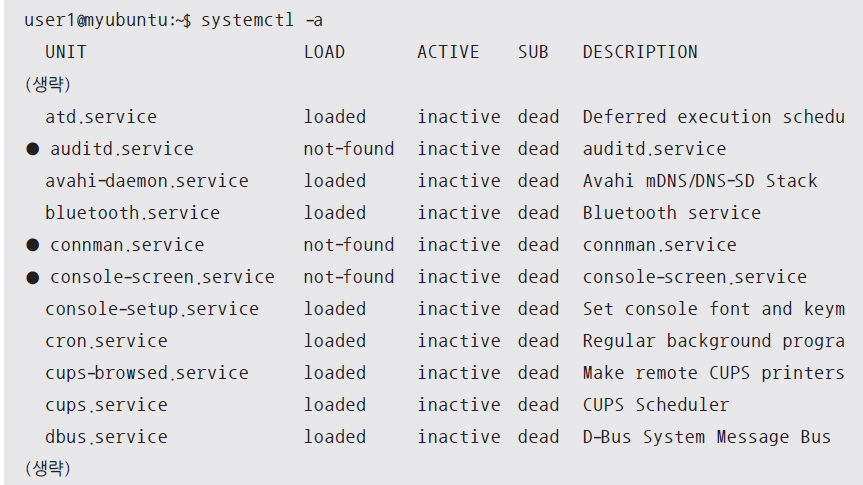 user1@myubuntu:~$ systemctl -a
UNIT LOAD ACTIVE SUB DESCRIPTION
(생략)
atd.service loaded inactive dead Deferred execution schedu
● auditd.service not-found inactive dead auditd.service
avahi-daemon.service loaded inactive dead Avahi mDNS/DNS-SD Stack
bluetooth.service loaded inactive dead Bluetooth service
● connman.service not-found inactive dead connman.service
● console-screen.service not-found inactive dead console-screen.service
console-setup.service loaded inactive dead Set console font and keym
cron.service loaded inactive dead Regular background progra
cups-browsed.service loaded inactive dead Make remote CUPS printers
cups.service loaded inactive dead CUPS Scheduler
dbus.service loaded inactive dead D-Bus System Message Bus
(생략)